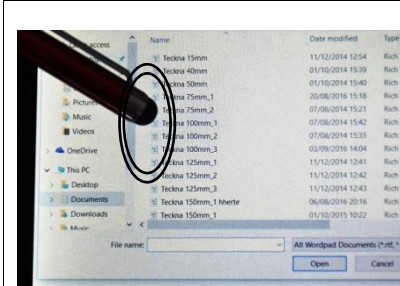 Name Date modified Type
access
Teckna 15mm 11/12/2014 12:54 Rich
Teckna 40mm 01/10/2014 15:39 Rich
Teckna 50mm 01/10/2014 15:40 Rich
Pictures Teckna 75mm_1 20/08/2016 15:18 Rich
Teckna 75mm_2 07/08/2014 15:21 Rich
Music Teckna 100mm_1 07/08/2014 15:42 Rich
Videos Teckna 100mm_2 07/08/2014 15:35 Rich
OneDrive Teckna 100mm_3 03/09/2016 14:04 Rich
Teckna 125mm_1 11/12/2014 12:41 Rich
This PC Teckna 125mm_2 11/12/2014 12:42 Rich
Desktop Teckna 125mm_3 11/12/2014 12:43 Rich
Documents Teckna 150mm_1 hherte 06/08/2016 20:16 Rich
Downloads Teckna 150mm_1 01/10/2015 10:22 Rich
Music
File name: All Wordpad Documents (*.rtf, *
Open Cancel